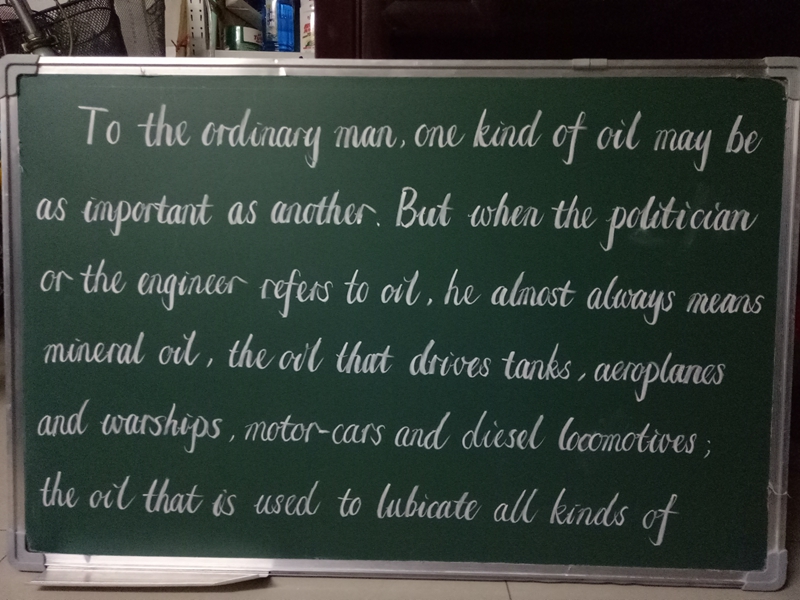 To the ordinary man, one kind of oil may be
as important as another. But when the politician
or the engineer refers to oil, he almost always means
mineral oil, the oil that drives tanks, aeroplanes
and warships, motor-cars and diesel locomotives;
the oil that is used to lubicate all kinds of